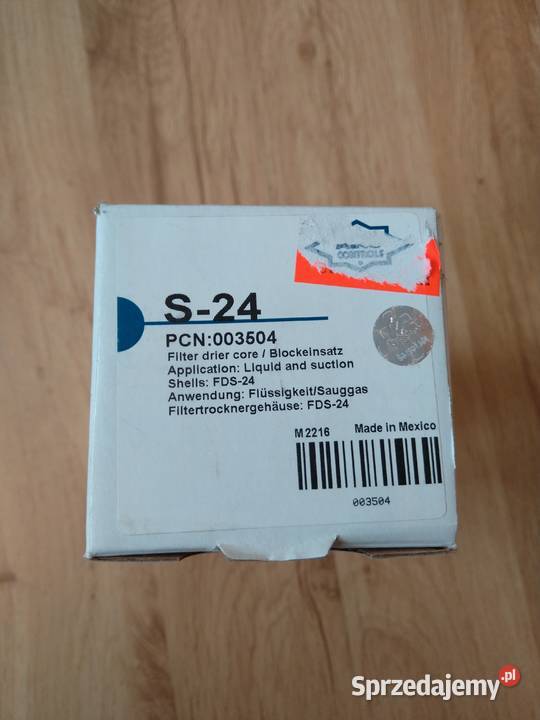 CONTROLS
S-24
PCN:003504
Filter drier core / Blockeinsatz
Application: Liquid and suction
Shells: FDS-24
Anwendung: Flüssigkeit/Sauggas
Filtertrocknergehäuse: FDS-24
M2216 Made in Mexico
003504
Sprzedajemy.pl